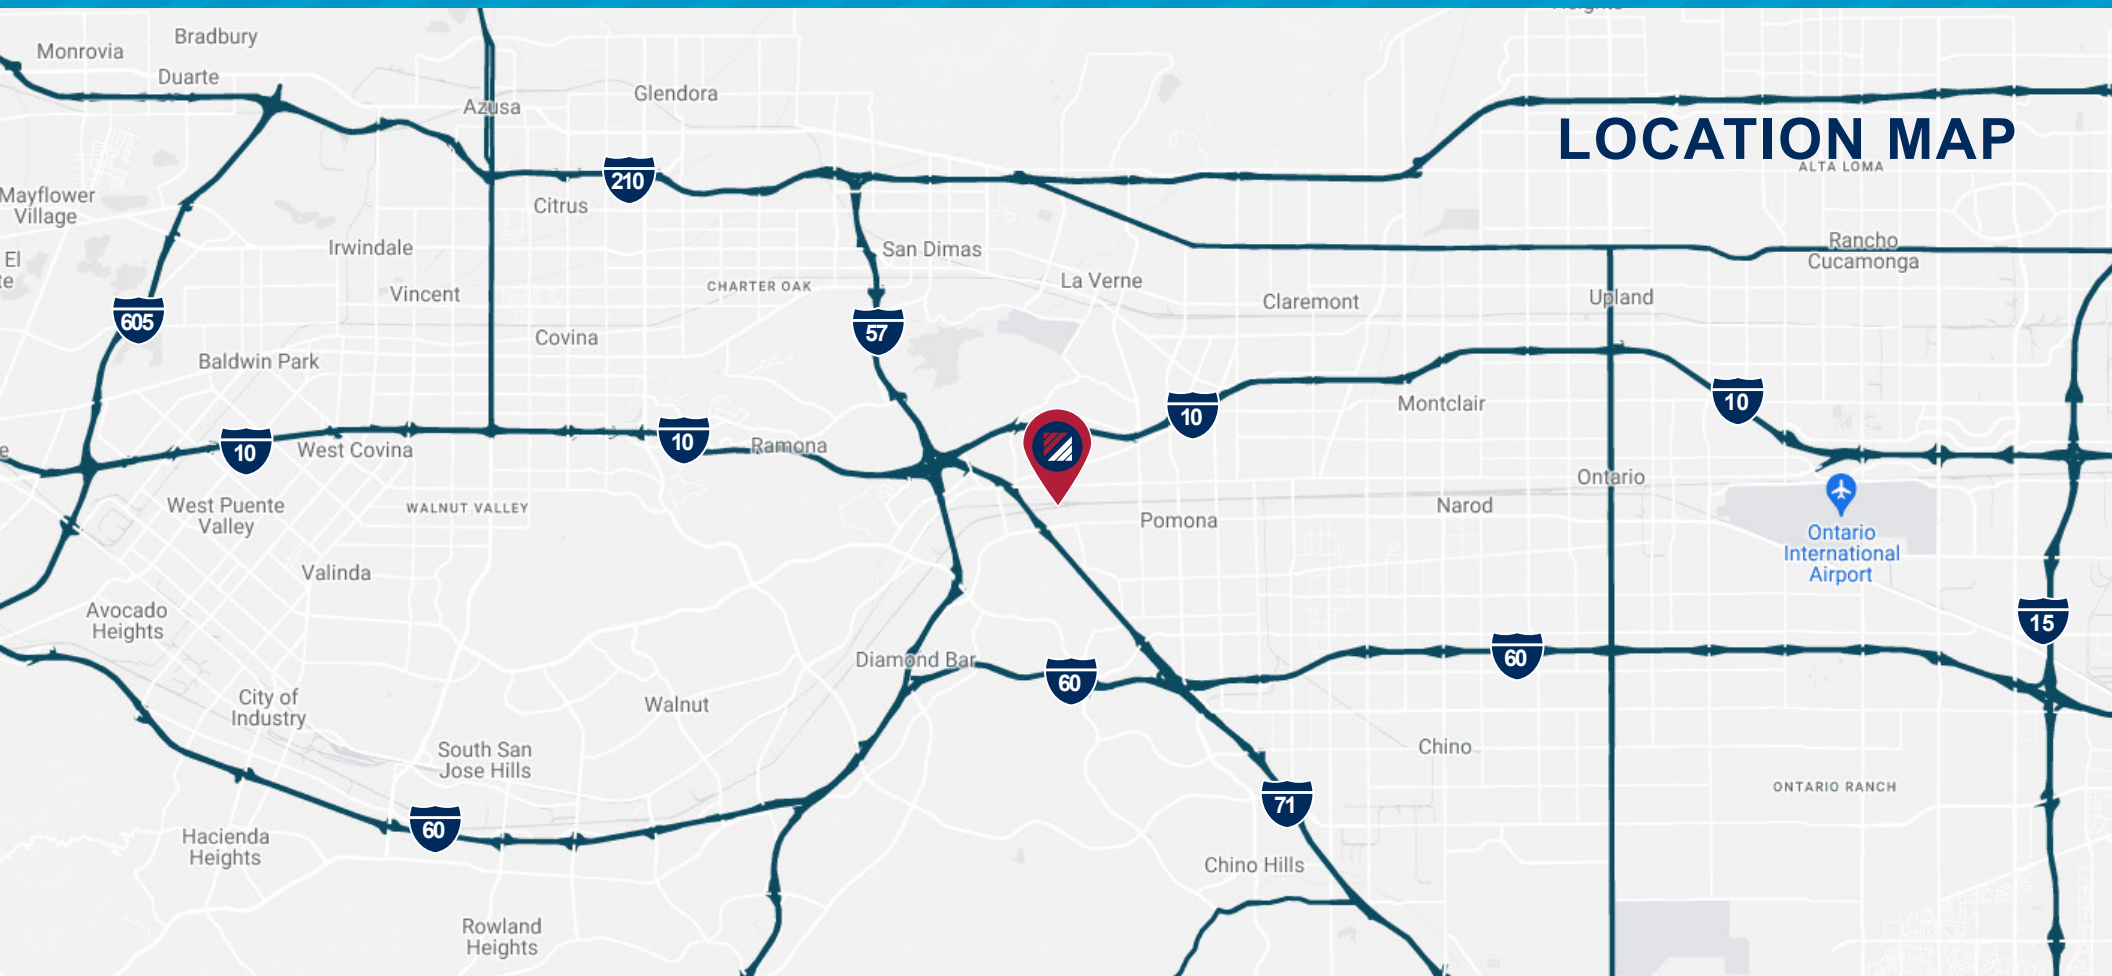 Bradbury
Monrovia
Duarte
Azusa
Glendora
LOCATION MAP
ALTA LOMA
210
Mayflower
Village
Citrus
Irwindale
San Dimas
Rancho
Cucamonga
El
La Verne
CHARTER OAK
Vincent
Claremont
Upland
605
57
Covina
Baldwin Park
10
Montclair
10
10
10
West Covina
Ramona
Ontario
West Puente
Valley
WALNUT VALLEY
Narod
Pomona
Ontario
International
Airport
Valinda
Avocado
Heights
15
Diamond Bar
60
60
City of
Industry
Walnut
South San
Jose Hills
Chino
ONTARIO RANCH
71
60
Hacienda
Heights
Chino Hills
Rowland
Heights